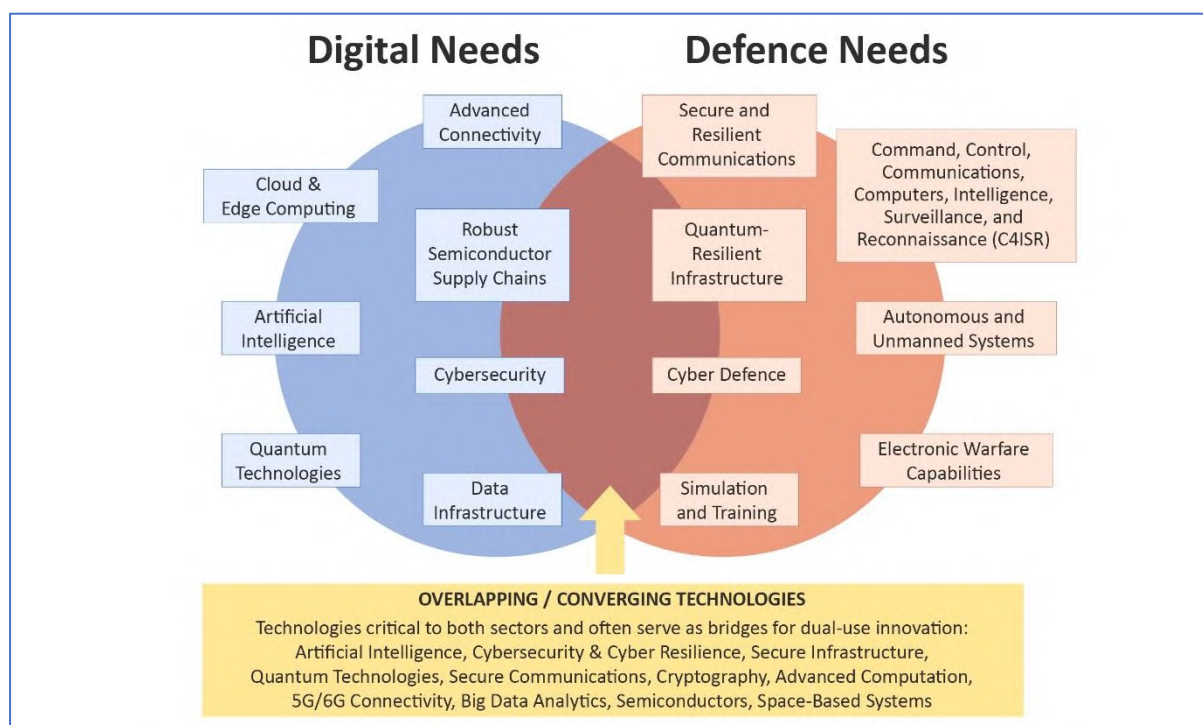 Digital Needs
Defence Needs
Advanced
Connectivity
Cloud &
Edge Computing
Robust
Semiconductor
Supply Chains
Artificial
Intelligence
Cybersecurity
Quantum
Technologies
Data
Infrastructure
Secure and
Resilient
Communications
Command, Control,
Communications,
Computers, Intelligence,
Surveillance, and
Reconnaissance (C4ISR)
Quantum-
Resilient
Infrastructure
Autonomous and
Unmanned Systems
Cyber Defence
Electronic Warfare
Capabilities
Simulation
and Training
OVERLAPPING / CONVERGING TECHNOLOGIES
Technologies critical to both sectors and often serve as bridges for dual-use innovation:
Artificial Intelligence, Cybersecurity & Cyber Resilience, Secure Infrastructure,
Quantum Technologies, Secure Communications, Cryptography, Advanced Computation,
5G/6G Connectivity, Big Data Analytics, Semiconductors, Space-Based Systems